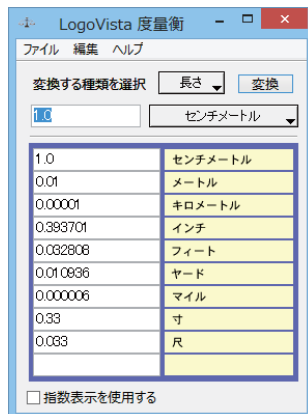 LogoVista 度量衡
ファイル 編集 ヘルプ
変換する種類を選択 長さ 変換
1.0 センチメートル
1.0 センチメートル
0.01 メートル
0.00001 キロメートル
0.393701 インチ
0.032808 フィート
0.010936 ヤード
0.000006 マイル
0.33 寸
0.033 尺
指数表示を使用する